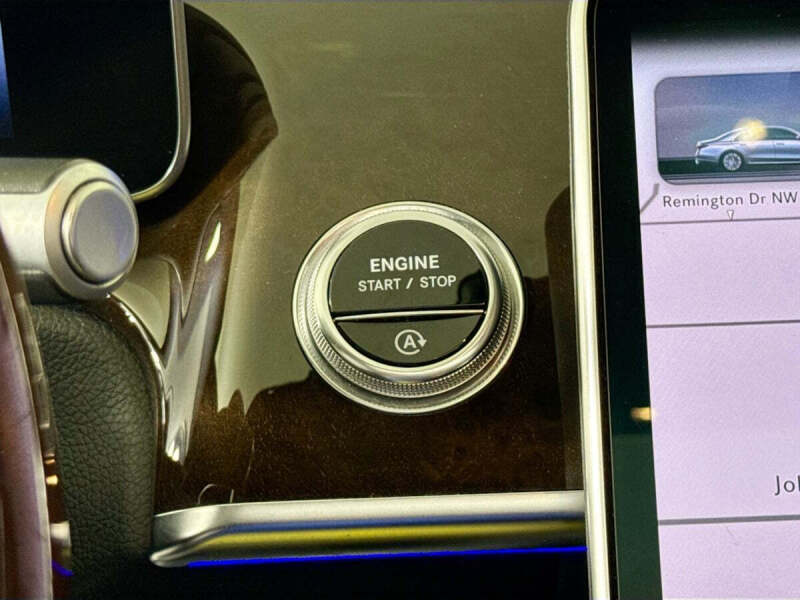 ENGINE
START / STOP
A
Remington Dr NW